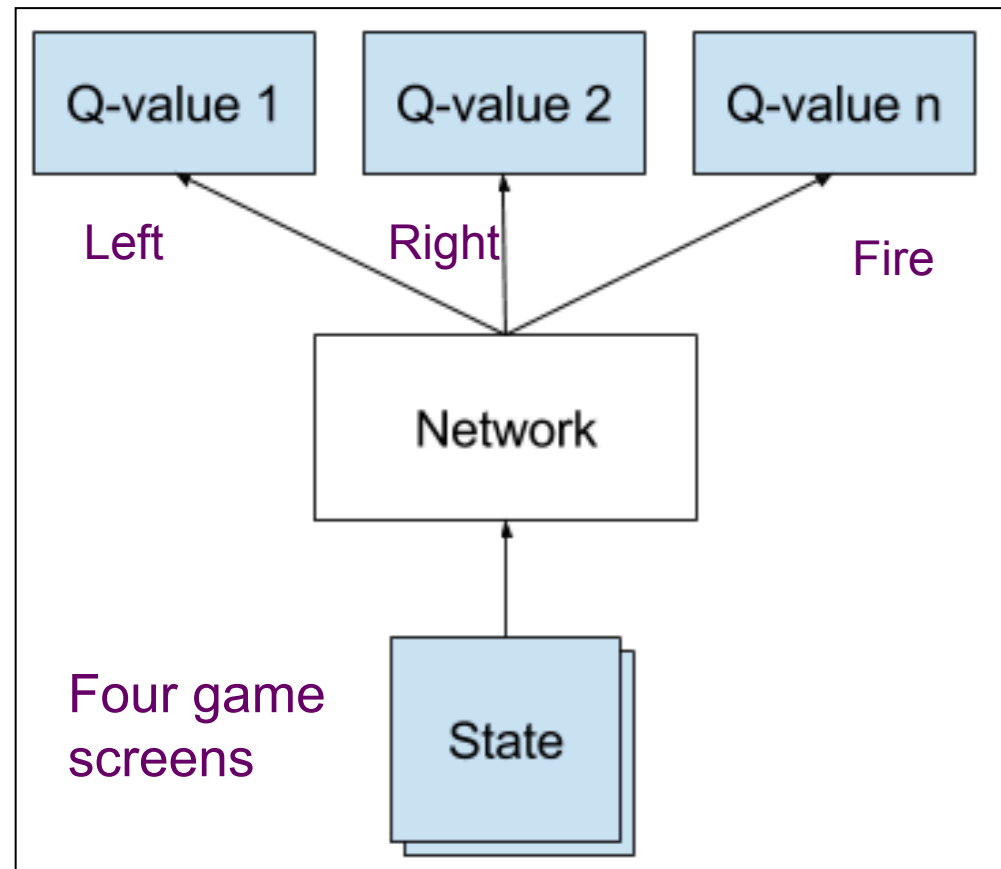 Q-value 1
Q-value 2
Q-value n
Left
Right
Fire
Network
Four game
screens
State